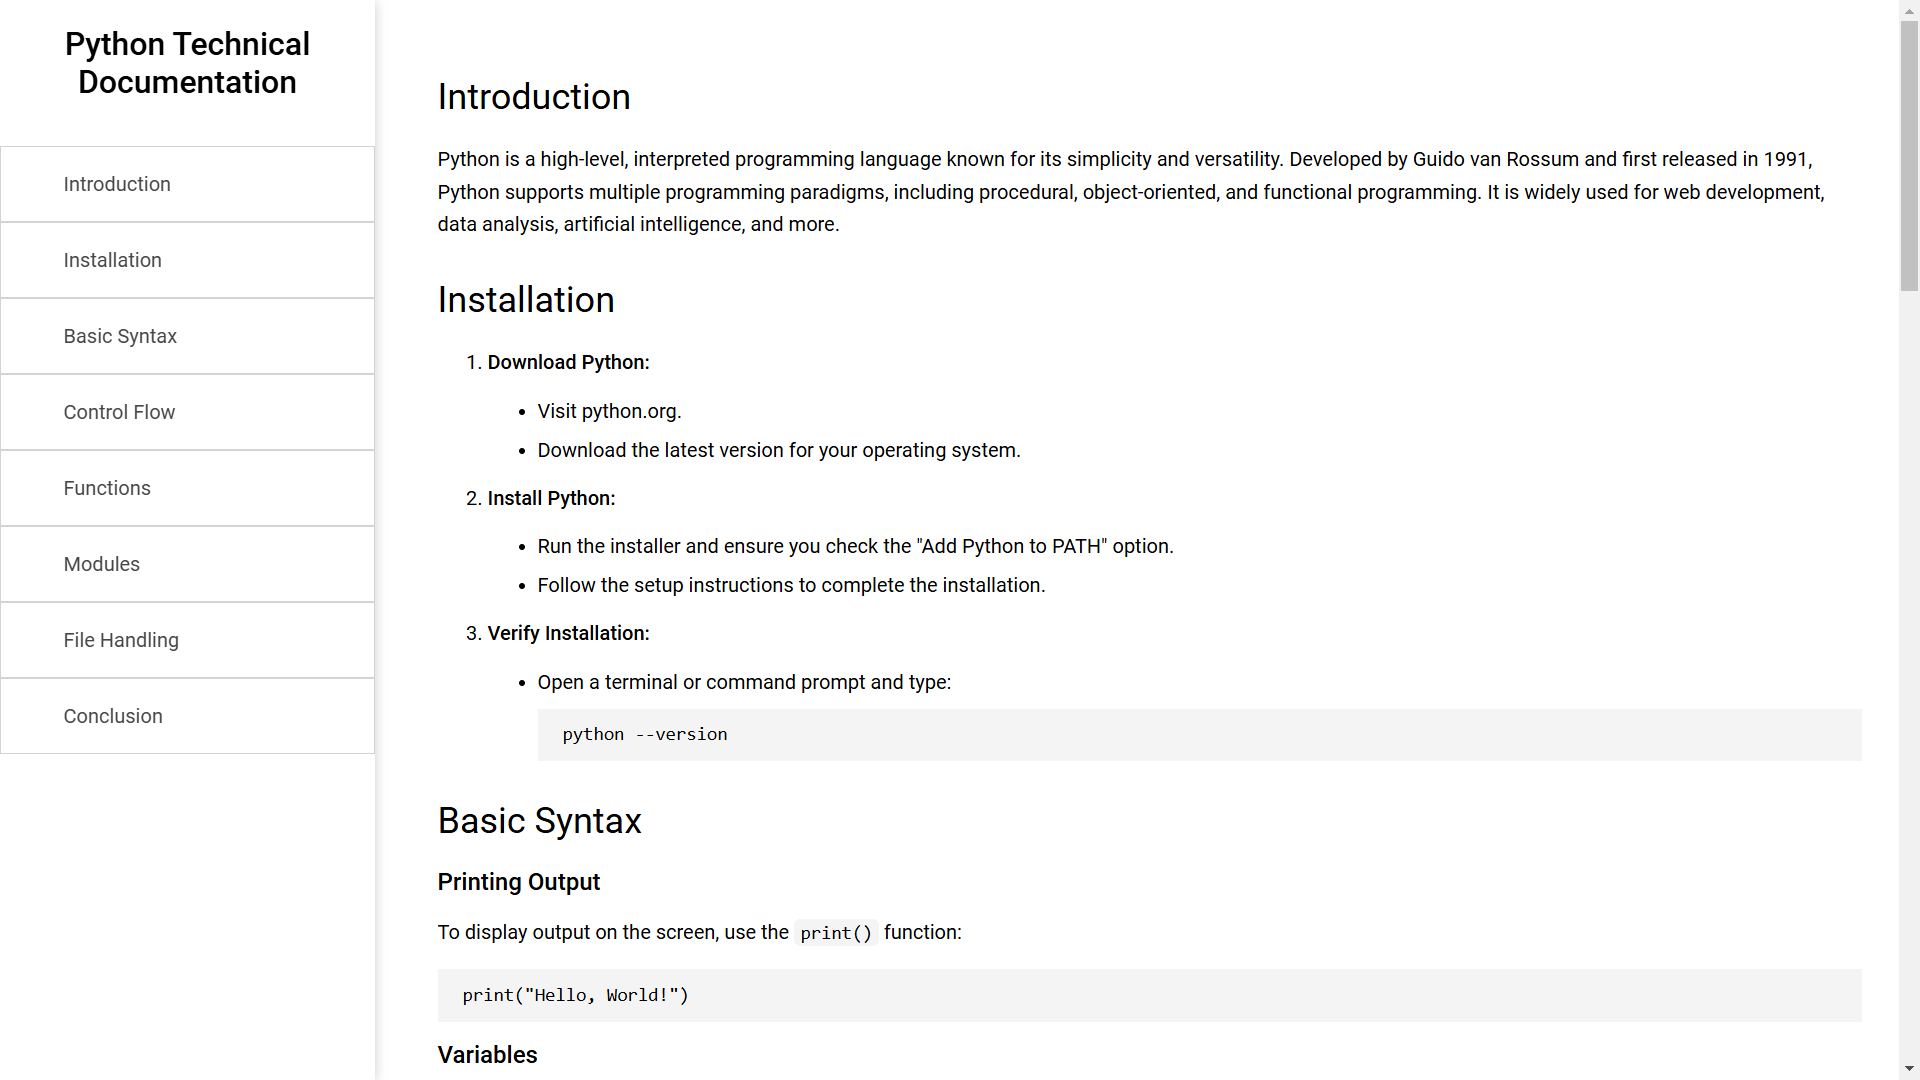 Python Technical
Documentation
Introduction
Installation
Basic Syntax
Control Flow
Functions
Modules
File Handling
Conclusion
Introduction
Python is a high-level, interpreted programming language known for its simplicity and versatility. Developed by Guido van Rossum and first released in 1991,
Python supports multiple programming paradigms, including procedural, object-oriented, and functional programming. It is widely used for web development,
data analysis, artificial intelligence, and more.
Installation
1. Download Python:
• Visit python.org.
• Download the latest version for your operating system.
2. Install Python:
• Run the installer and ensure you check the "Add Python to PATH" option.
• Follow the setup instructions to complete the installation.
3. Verify Installation:
• Open a terminal or command prompt and type:
python --version
Basic Syntax
Printing Output
To display output on the screen, use the print() function:
print("Hello, World!")
Variables